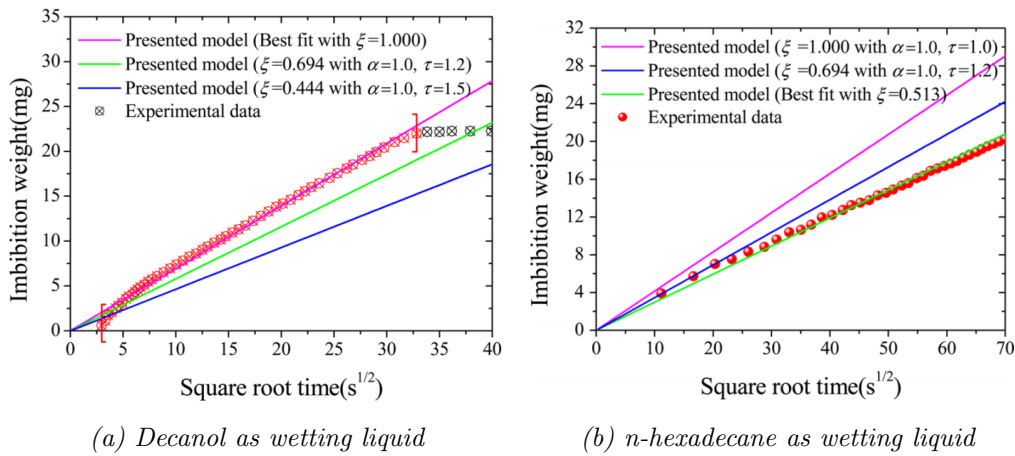 35
30
25
20
15
10
5
0
Imbibition weight(mg)
Presented model (Best fit with ξ=1.000)
Presented model (ξ=0.694 with α=1.0, τ=1.2)
Presented model (ξ=0.444 with α=1.0, τ=1.5)
Experimental data
0 5 10 15 20 25 30 35 40
Square root time(s^1/2)
(a) Decanol as wetting liquid
32
28
24
20
16
12
8
4
0
Imbibition weight(mg)
Presented model (ξ =1.000 with α=1.0, τ=1.0)
Presented model (ξ =0.694 with α=1.0, τ=1.2)
Presented model (Best fit with ξ=0.513)
Experimental data
0 10 20 30 40 50 60 70
Square root time(s^1/2)
(b) n-hexadecane as wetting liquid